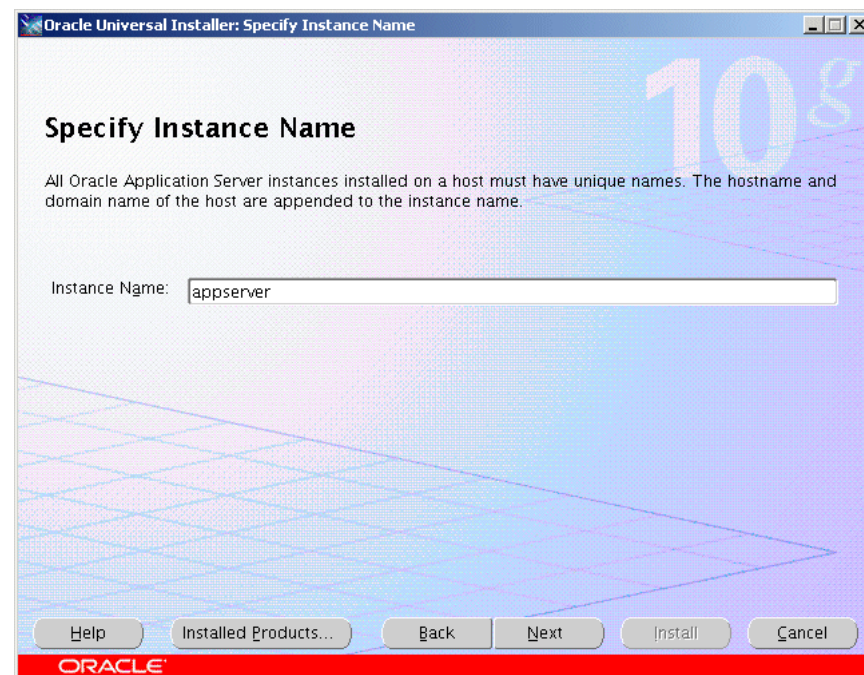 Oracle Universal Installer: Specify Instance Name
10g
Specify Instance Name
All Oracle Application Server instances installed on a host must have unique names. The hostname and
domain name of the host are appended to the instance name.
Instance Name: appserver
Help Installed Products... Back Next Install Cancel
ORACLE